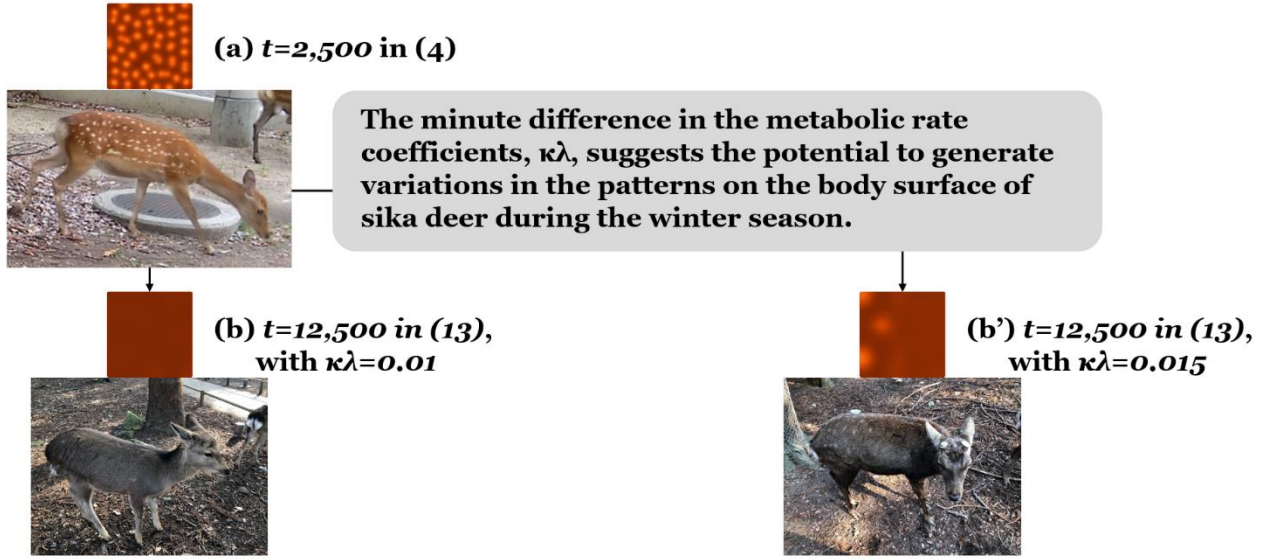 (a) t=2,500 in (4)
The minute difference in the metabolic rate
coefficients, κλ, suggests the potential to generate
variations in the patterns on the body surface of
sika deer during the winter season.
(b) t=12,500 in (13),
with κλ=0.01
(b’) t=12,500 in (13),
with κλ=0.015